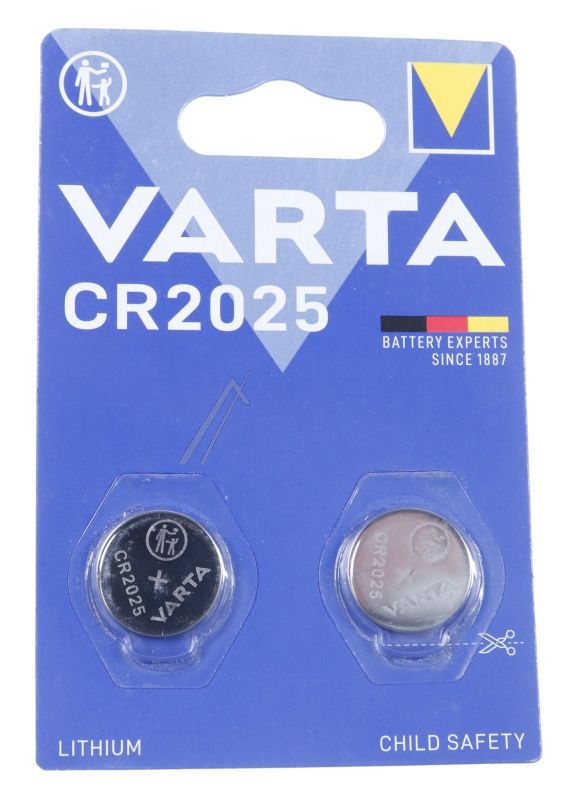 VARTA
CR2025
BATTERY EXPERTS
SINCE 1887
CR2025
+
VARTA
CR2025
+
VARTA
LITHIUM
CHILD SAFETY